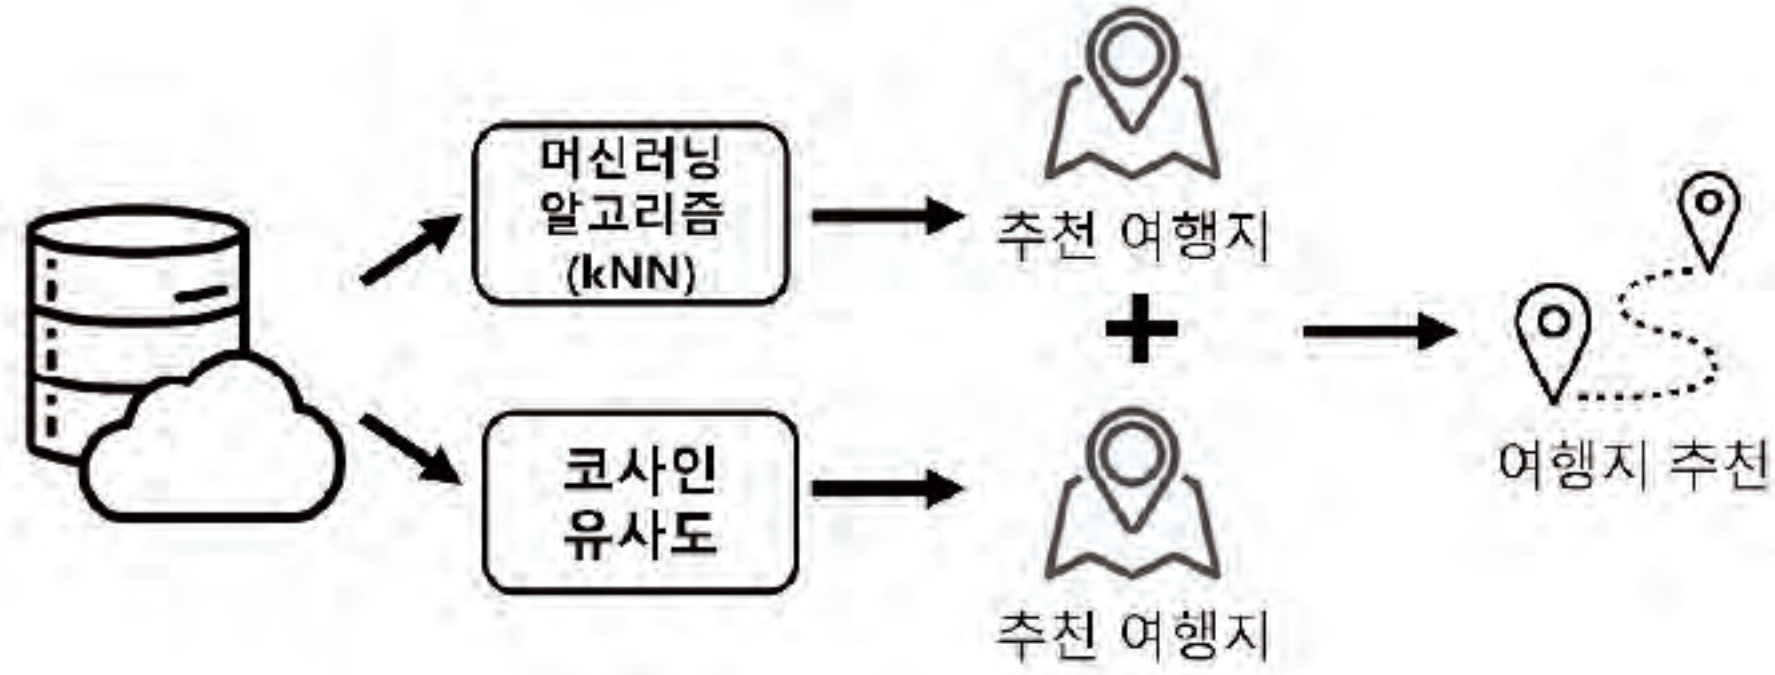 머신러닝
알고리즘
(kNN)
추천 여행지
코사인
유사도
추천 여행지
여행지 추천